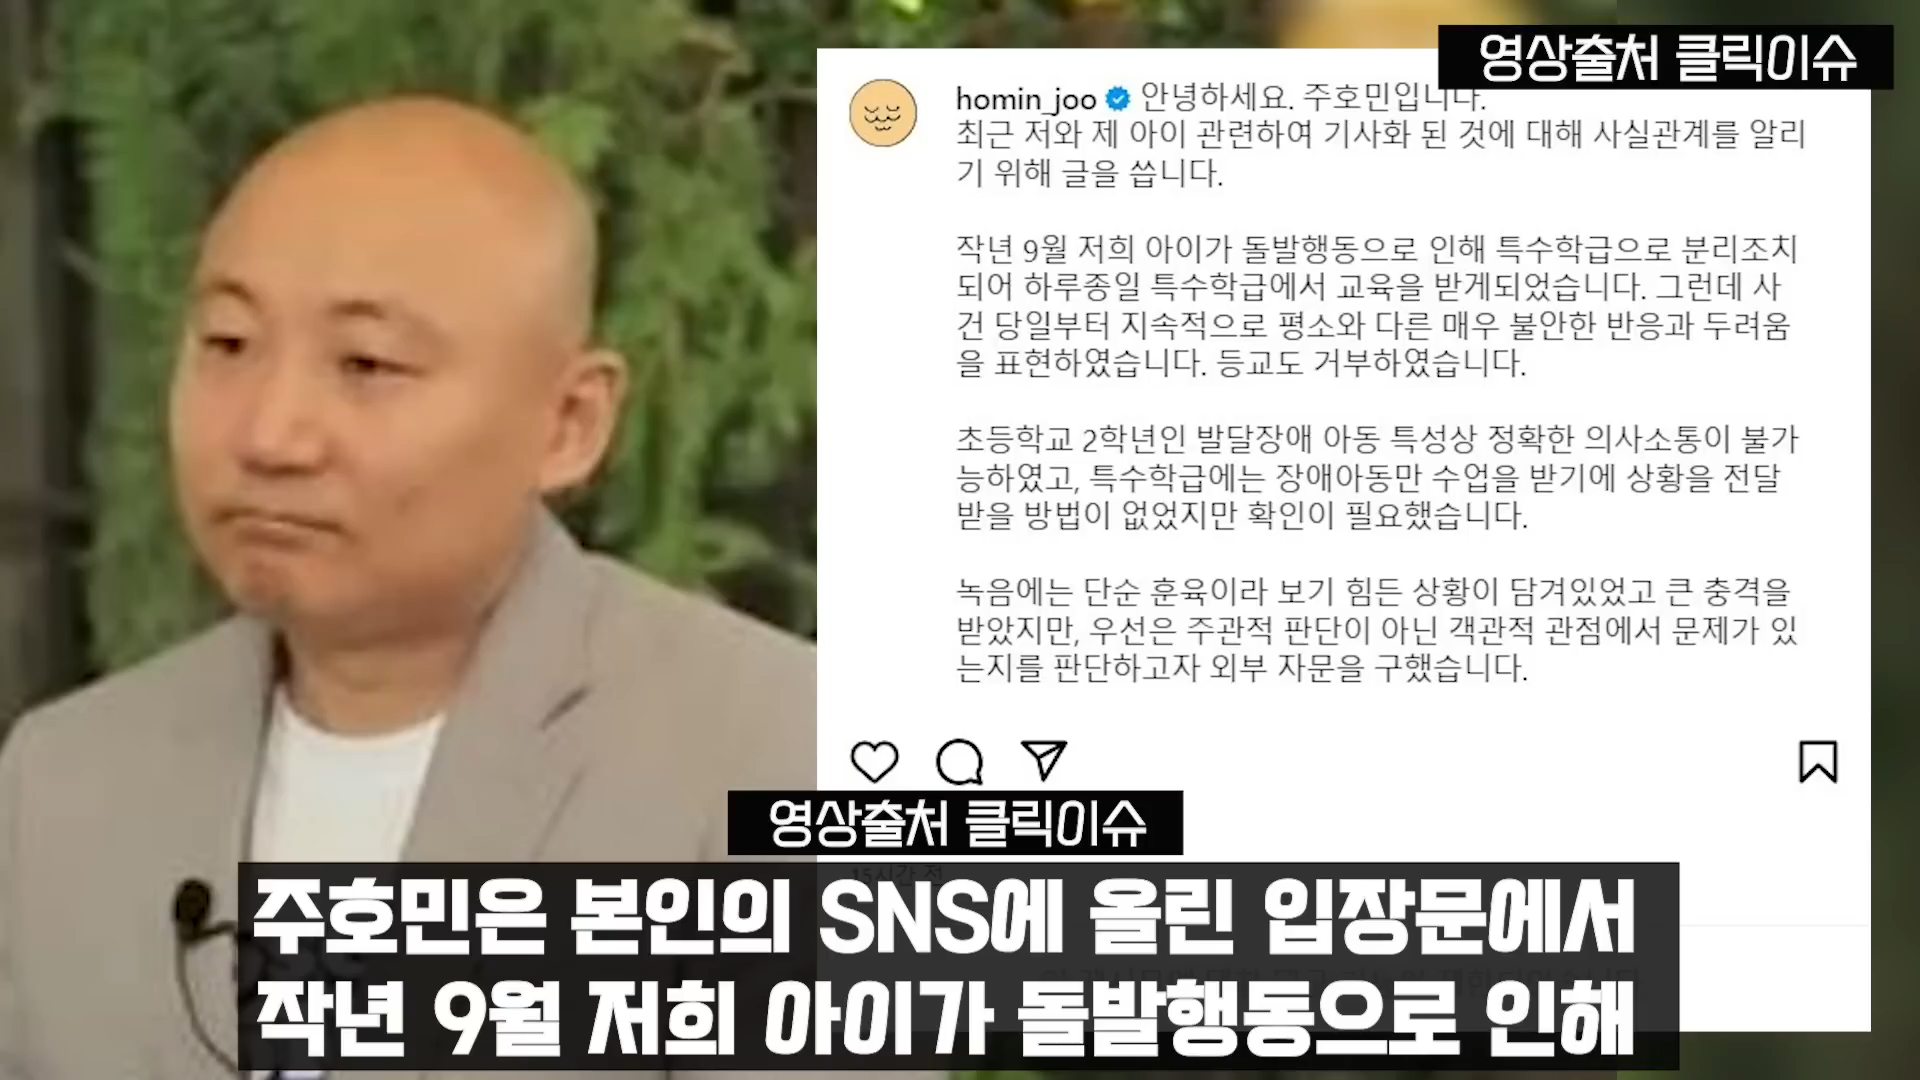 영상출처 클릭이슈
homin_joo 안녕하세요. 주호민입니다.
최근 저와 제 아이 관련하여 기사화 된 것에 대해 사실관계를 알리
기 위해 글을 씁니다.
작년 9월 저희 아이가 돌발행동으로 인해 특수학급으로 분리조치
되어 하루종일 특수학급에서 교육을 받게되었습니다. 그런데 사
건 당일부터 지속적으로 평소와 다른 매우 불안한 반응과 두려움
을 표현하였습니다. 등교도 거부하였습니다.
초등학교 2학년인 발달장애 아동 특성상 정확한 의사소통이 불가
능하였고, 특수학급에는 장애아동만 수업을 받기에 상황을 전달
받을 방법이 없었지만 확인이 필요했습니다.
녹음에는 단순 훈육이라 보기 힘든 상황이 담겨있었고 큰 충격을
받았지만, 우선은 주관적 판단이 아닌 객관적 관점에서 문제가 있
는지를 판단하고자 외부 자문을 구했습니다.
영상출처 클릭이슈
15시간 전
주호민은 본인의 SNS에 올린 입장문에서
작년 9월 저희 아이가 돌발행동으로 인해